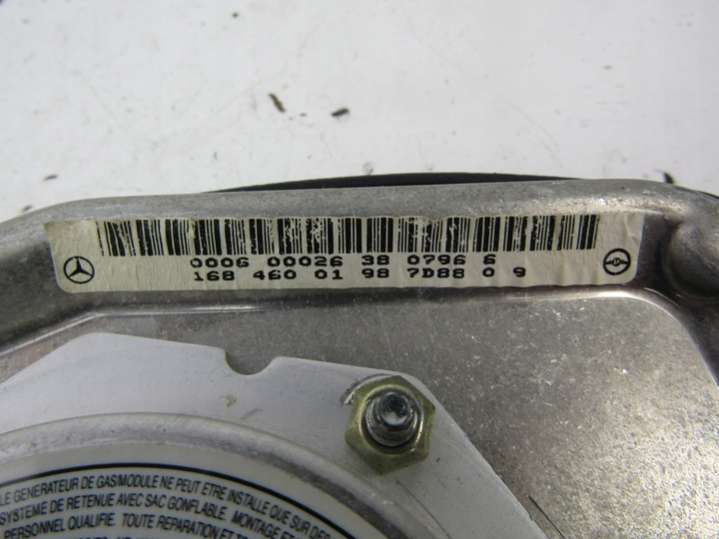 0006 00026 38 0796 6
168 460 01 98 7D88 0 9
LE GENERATEUR DE GAS/MODULE NE PEUT ETRE INSTALLE QUE SUR DES
SYSTEME DE RETENUE AVEC SAC GONFLABLE. MONTAGE ET
PERSONNEL QUALIFIE. TOUTE REPARATION ET